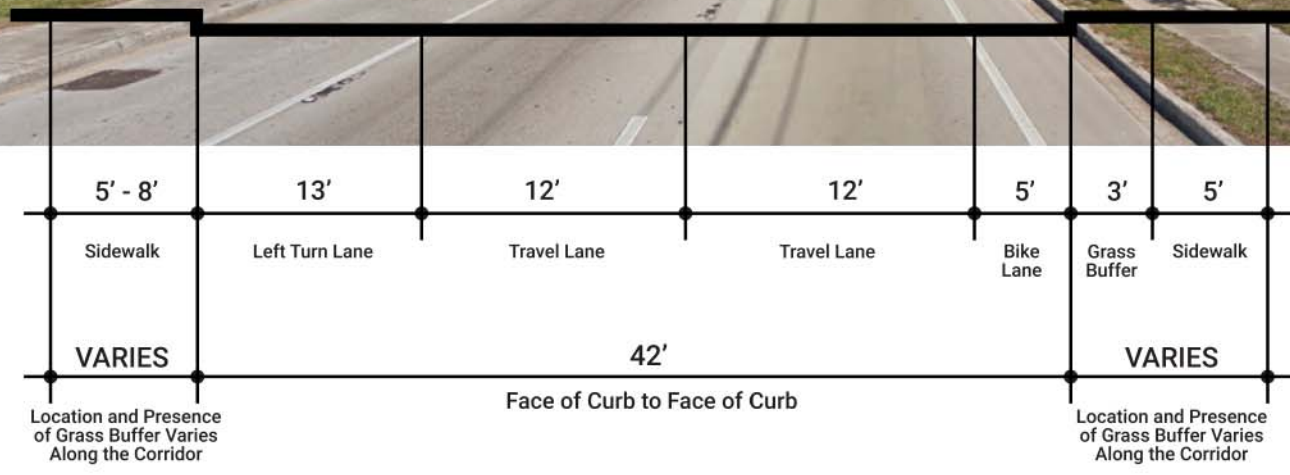 5’ - 8’ 13’ 12’ 12’ 5’ 3’ 5’
Sidewalk Left Turn Lane Travel Lane Travel Lane Bike Lane Grass Buffer Sidewalk
VARIES 42’ VARIES
Face of Curb to Face of Curb
Location and Presence
of Grass Buffer Varies
Along the Corridor
Location and Presence
of Grass Buffer Varies
Along the Corridor